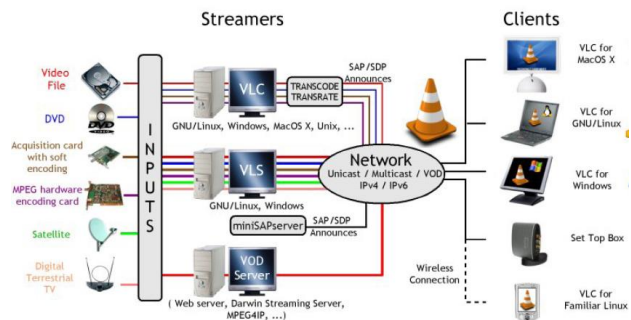 Streamers
Clients
Video
File
DVD
Acquisition card
with soft
encoding
MPEG hardware
encoding card
Satellite
Digital
Terrestrial
TV
INPUTS
VLC
TRANSCODE
TRANSRATE
SAP/SDP
Announces
GNU/Linux, Windows, MacOS X, Unix, ...
VLS
GNU/Linux, Windows
miniSAPserver
SAP/SDP
Announces
VOD
Server
( Web server, Darwin Streaming Server,
MPEG4IP, ...)
Network
Unicast / Multicast / VOD
IPv4 / IPv6
Wireless
Connection
VLC for
MacOS X
VLC for
GNU/Linux
VLC for
Windows
Set Top Box
VLC for
Familiar Linux